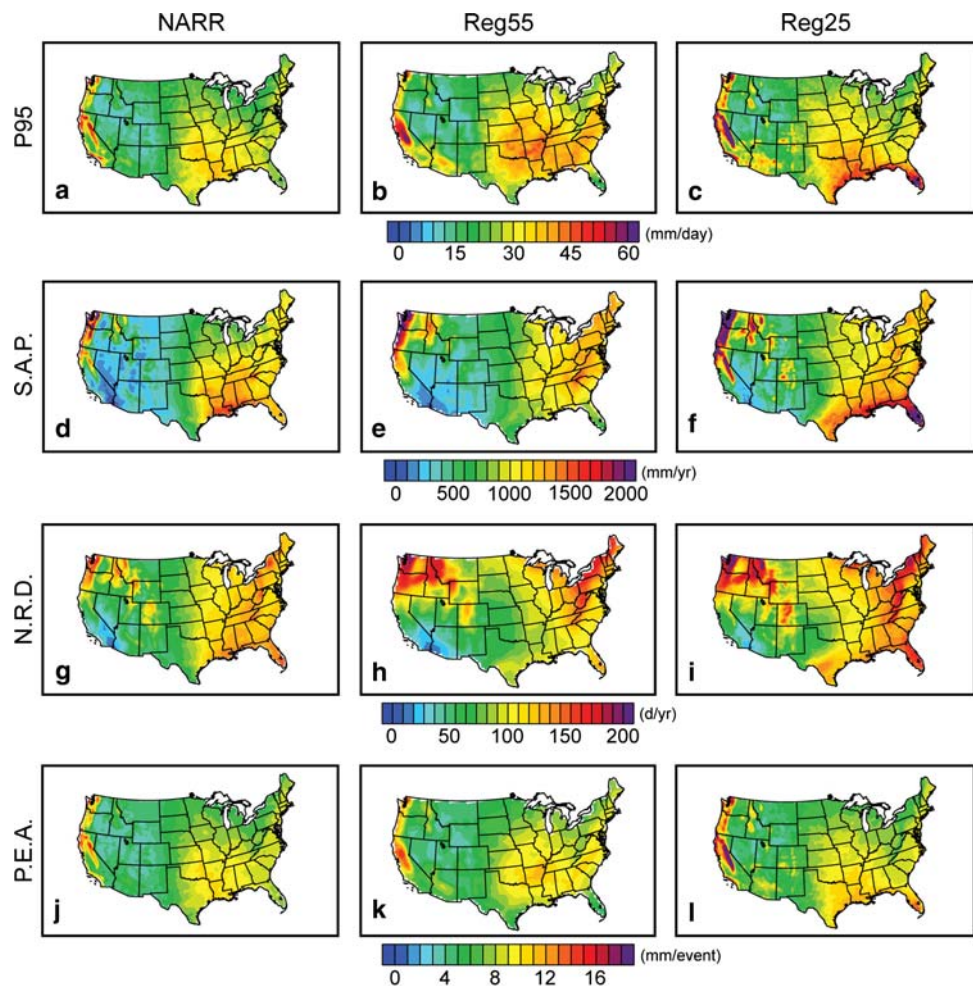 NARR Reg55 Reg25
P95
a b c
0 15 30 45 60 (mm/day)
S.A.P.
d e f
0 500 1000 1500 2000 (mm/yr)
N.R.D.
g h i
0 50 100 150 200 (d/yr)
P.E.A.
j k l
0 4 8 12 16 (mm/event)